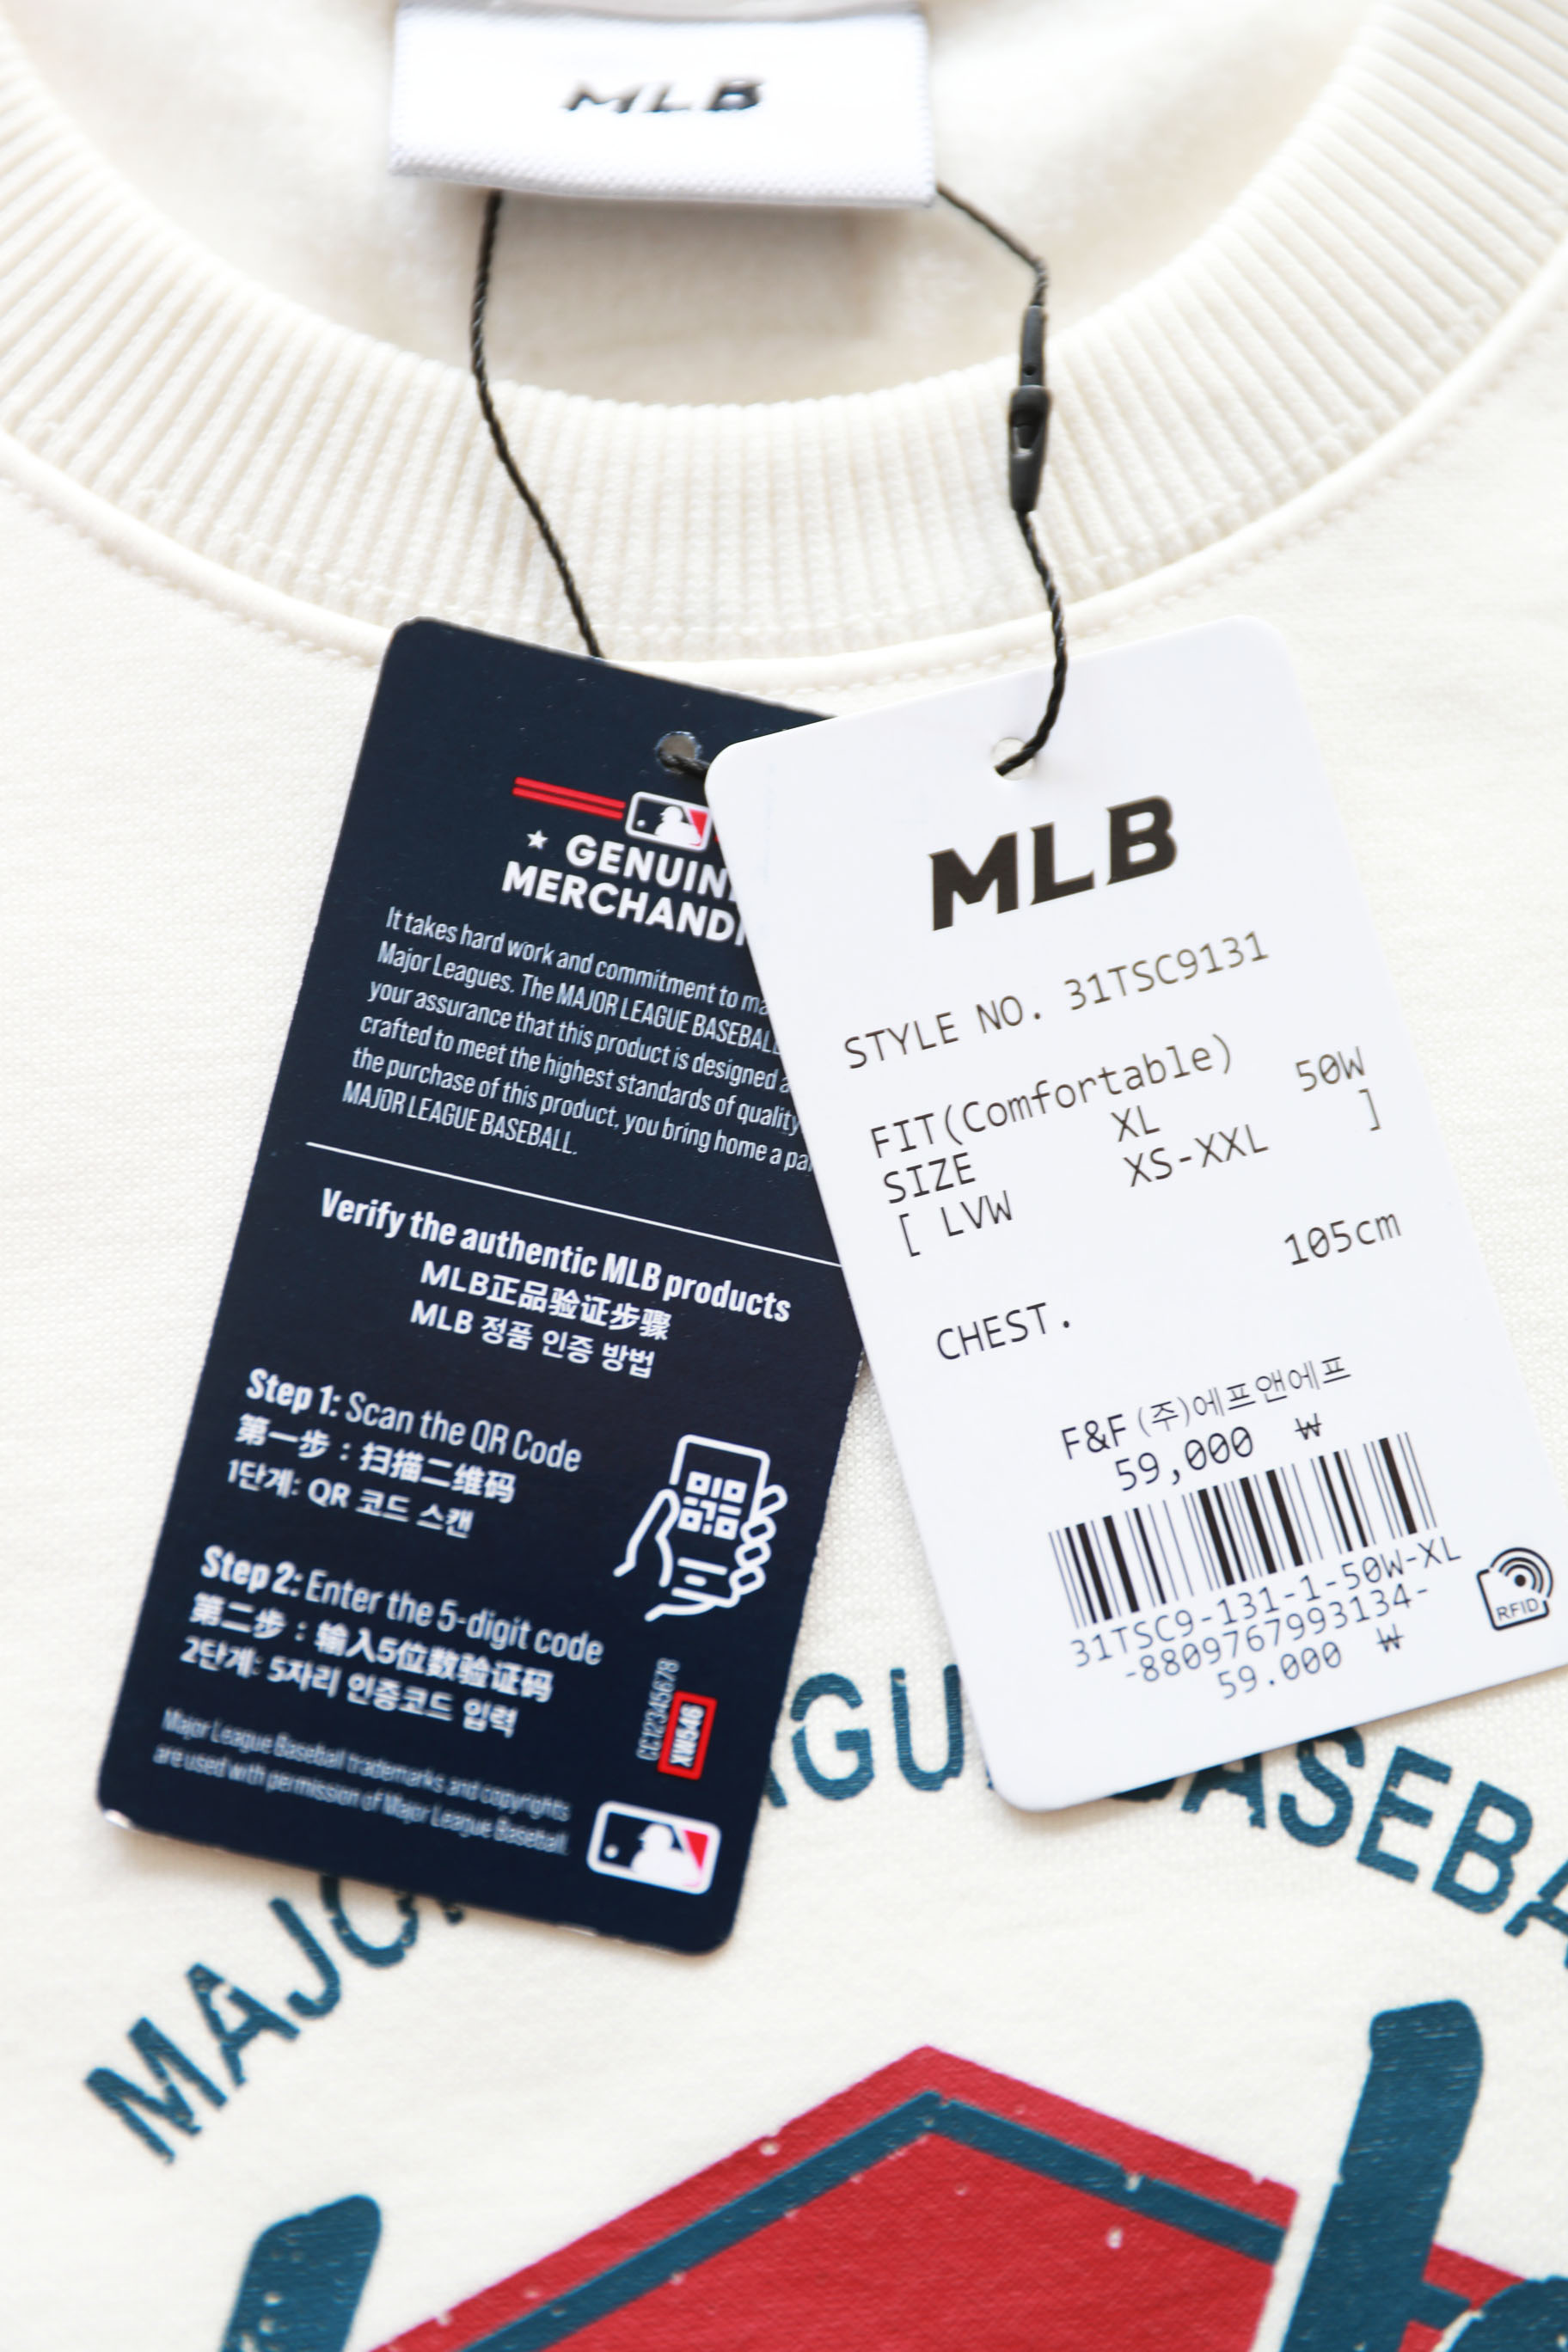 MLB
GENUIN
MERCHANDI
It takes hard work and commitment to ma
Major Leagues. The MAJOR LEAGUE BASEBALL
your assurance that this product is designed a
crafted to meet the highest standards of quality
the purchase of this product, you bring home a pa
MAJOR LEAGUE BASEBALL.
Verify the authentic MLB products
MLB正品验证步骤
MLB 정품 인증 방법
Step 1: Scan the QR Code
第一步：扫描二维码
1단계: QR 코드 스캔
Step 2: Enter the 5-digit code
第二步：输入5位数验证码
2단계: 5자리 인증코드 입력
CC12345678
Major League Baseball trademarks and copyrights
are used with permission of Major League Baseball.
MLB
STYLE NO. 31TSC9131
FIT(Comfortable) 50W
SIZE XL
[ LVW XS-XXL ]
105cm
CHEST.
F&F(주)에프앤에프
59,000 ₩
31TSC9-131-1-50W-XL
-8809767993134-
59.000 ₩
RFID
MAJOR AGUE BASEBA